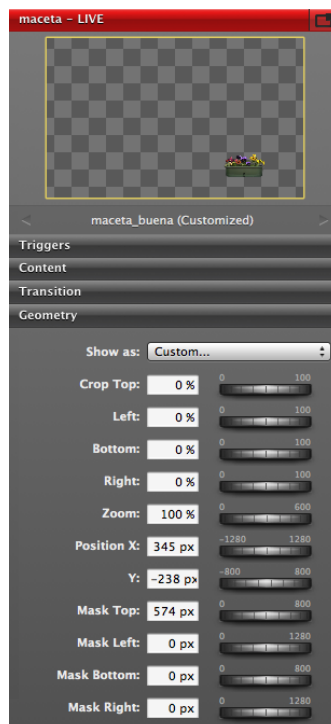 maceta - LIVE
maceta_buena (Customized)
Triggers
Content
Transition
Geometry
Show as: Custom...
Crop Top: 0 % 0 100
Left: 0 % 0 100
Bottom: 0 % 0 100
Right: 0 % 0 100
Zoom: 100 % 0 600
Position X: 345 px -1280 1280
Y: -238 px -800 800
Mask Top: 574 px 0 800
Mask Left: 0 px 0 1280
Mask Bottom: 0 px 0 800
Mask Right: 0 px 0 1280